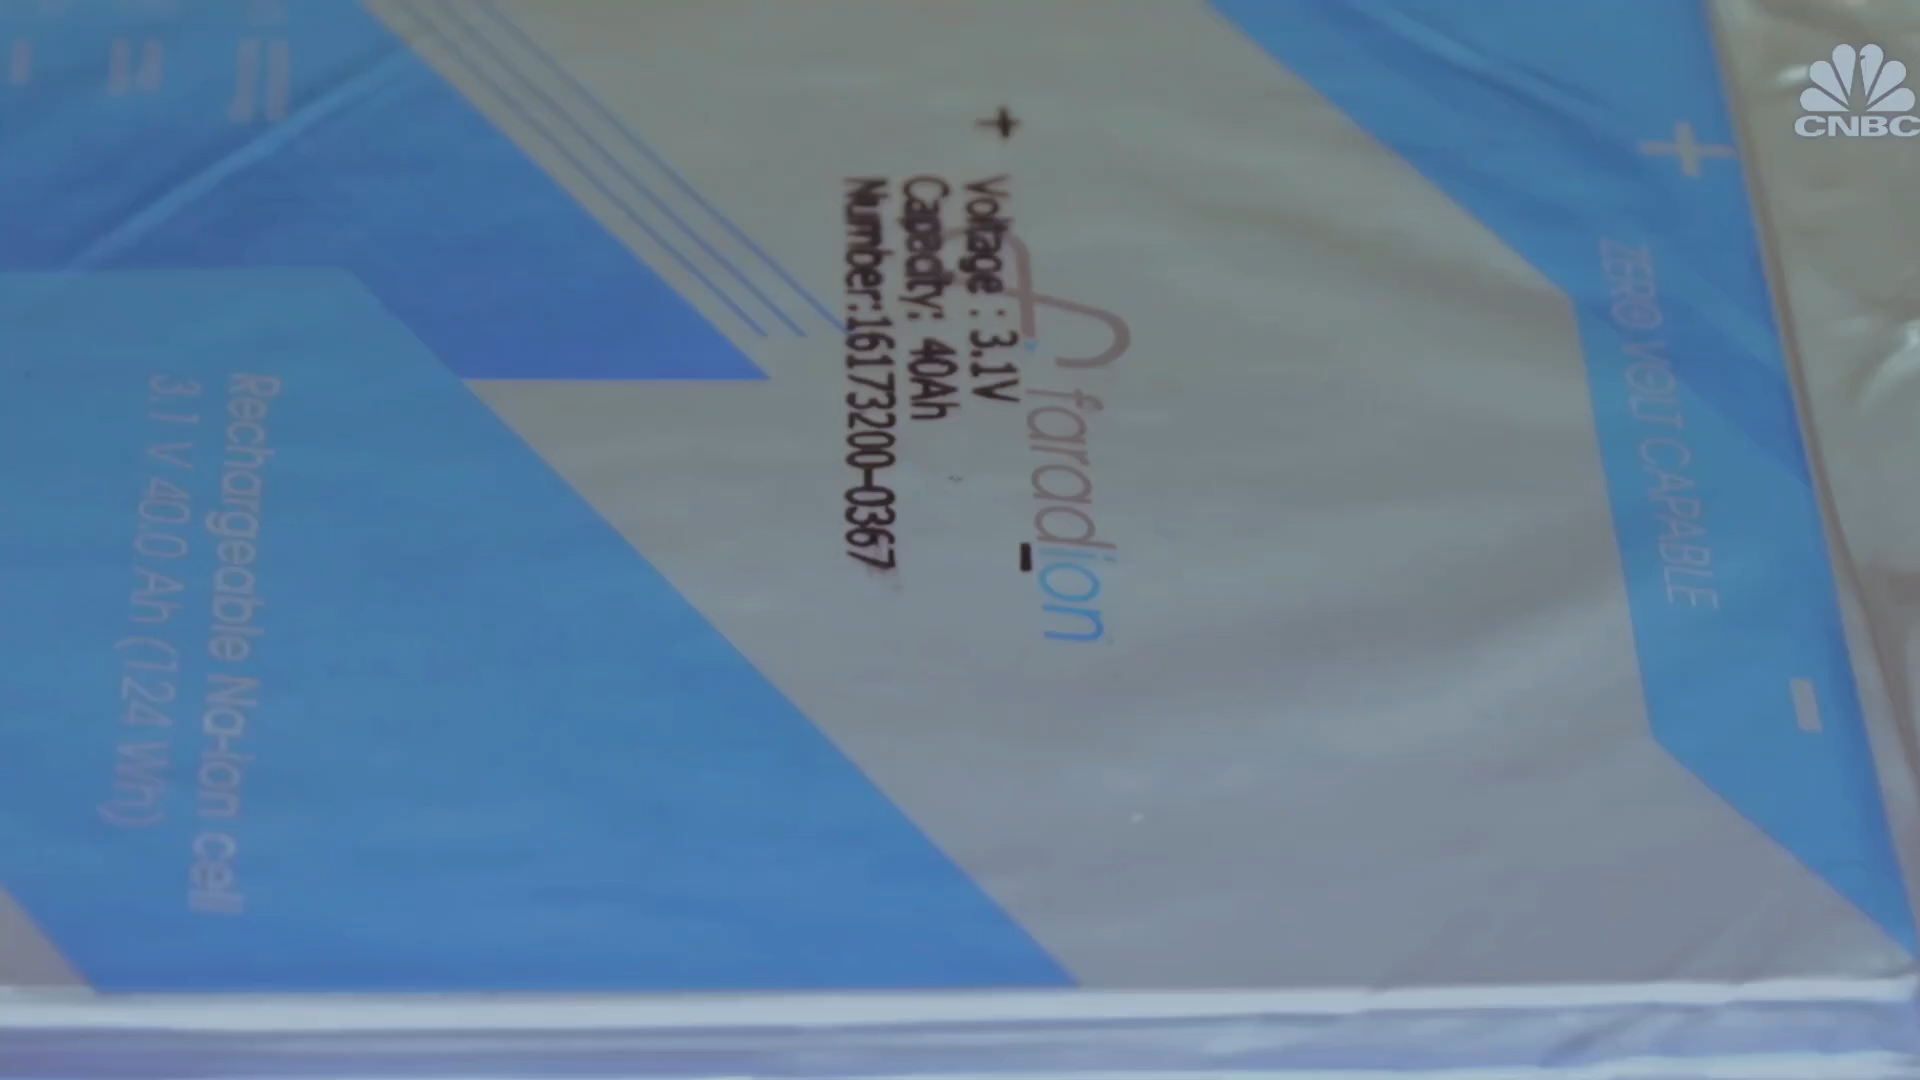 CNBC
ZERO VOLT CAPABLE
faradion
+
-
Voltage : 3.1V
Capacity: 40Ah
Number:16173200-0367
Rechargeable Na-ion cell
3.1 V 40.0 Ah (124 Wh)